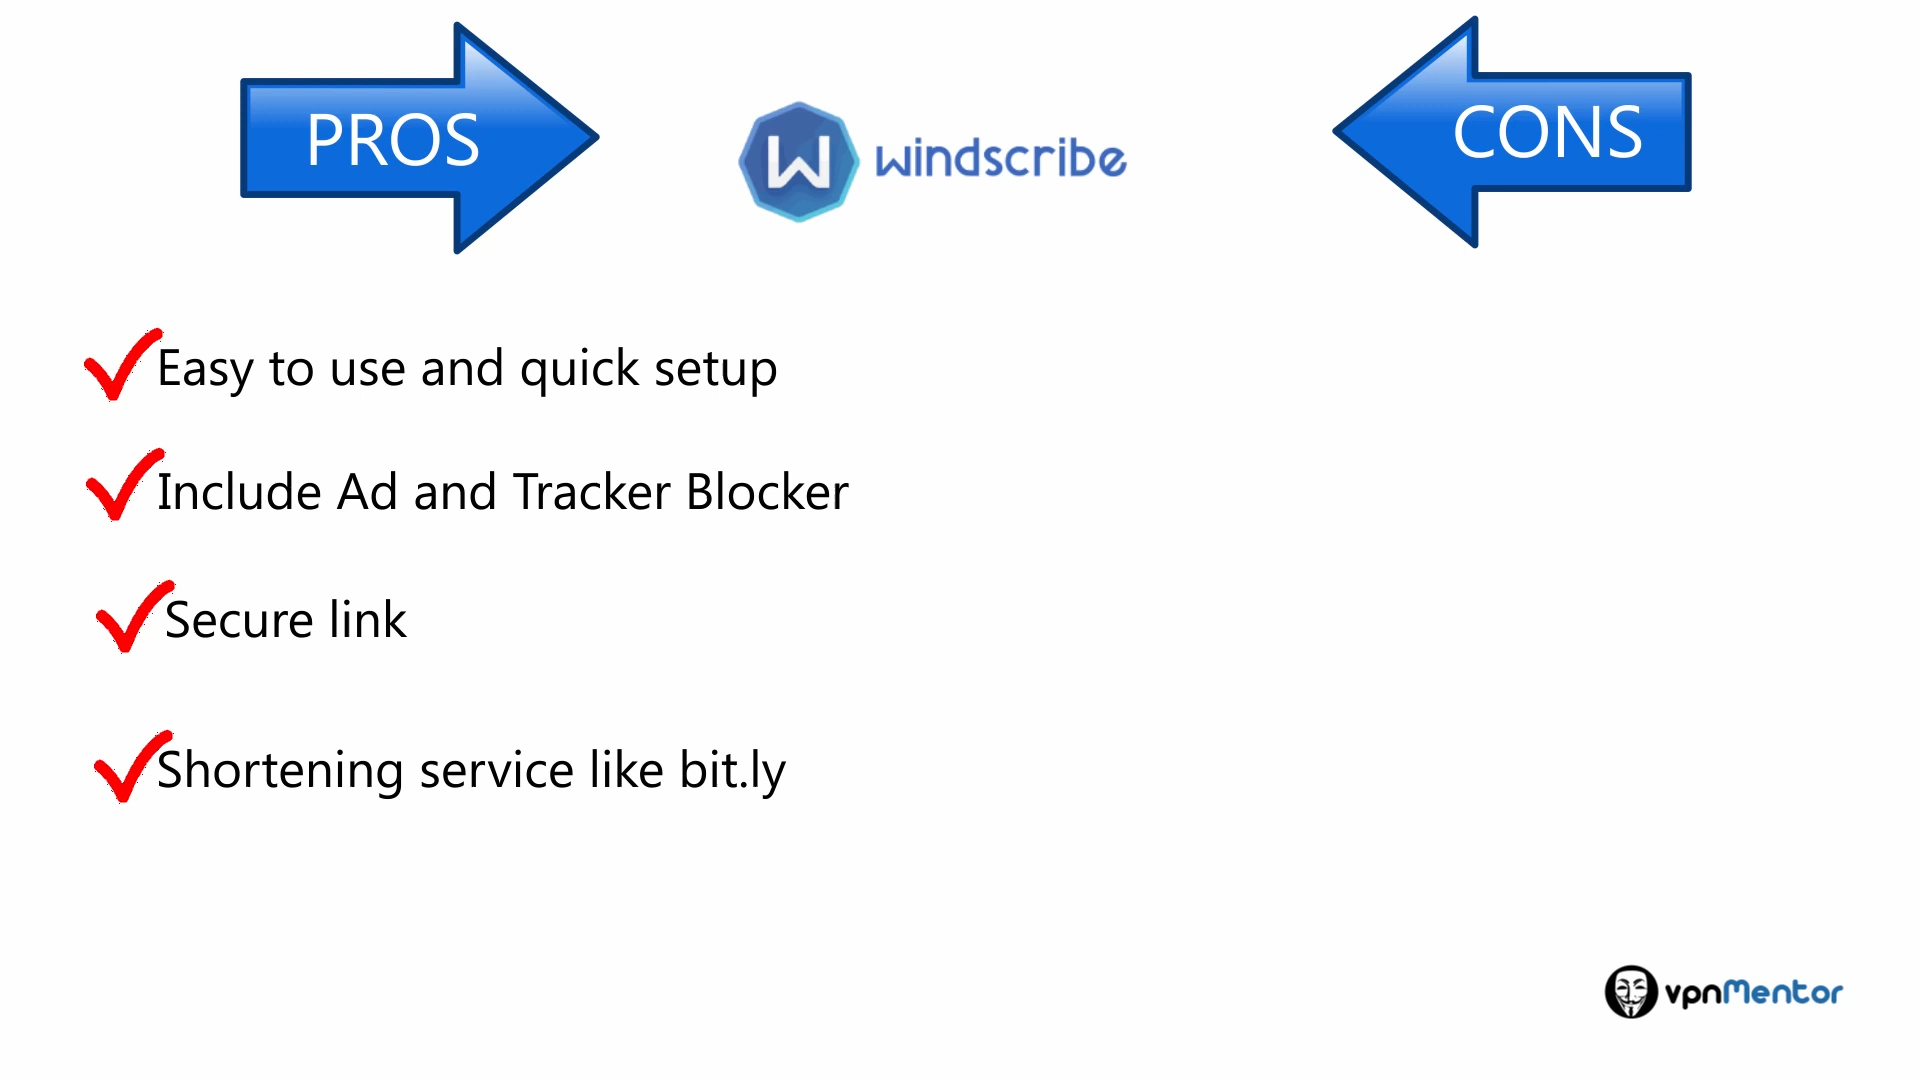 PROS
W windscribe
CONS
Easy to use and quick setup
Include Ad and Tracker Blocker
Secure link
Shortening service like bit.ly
vpnMentor